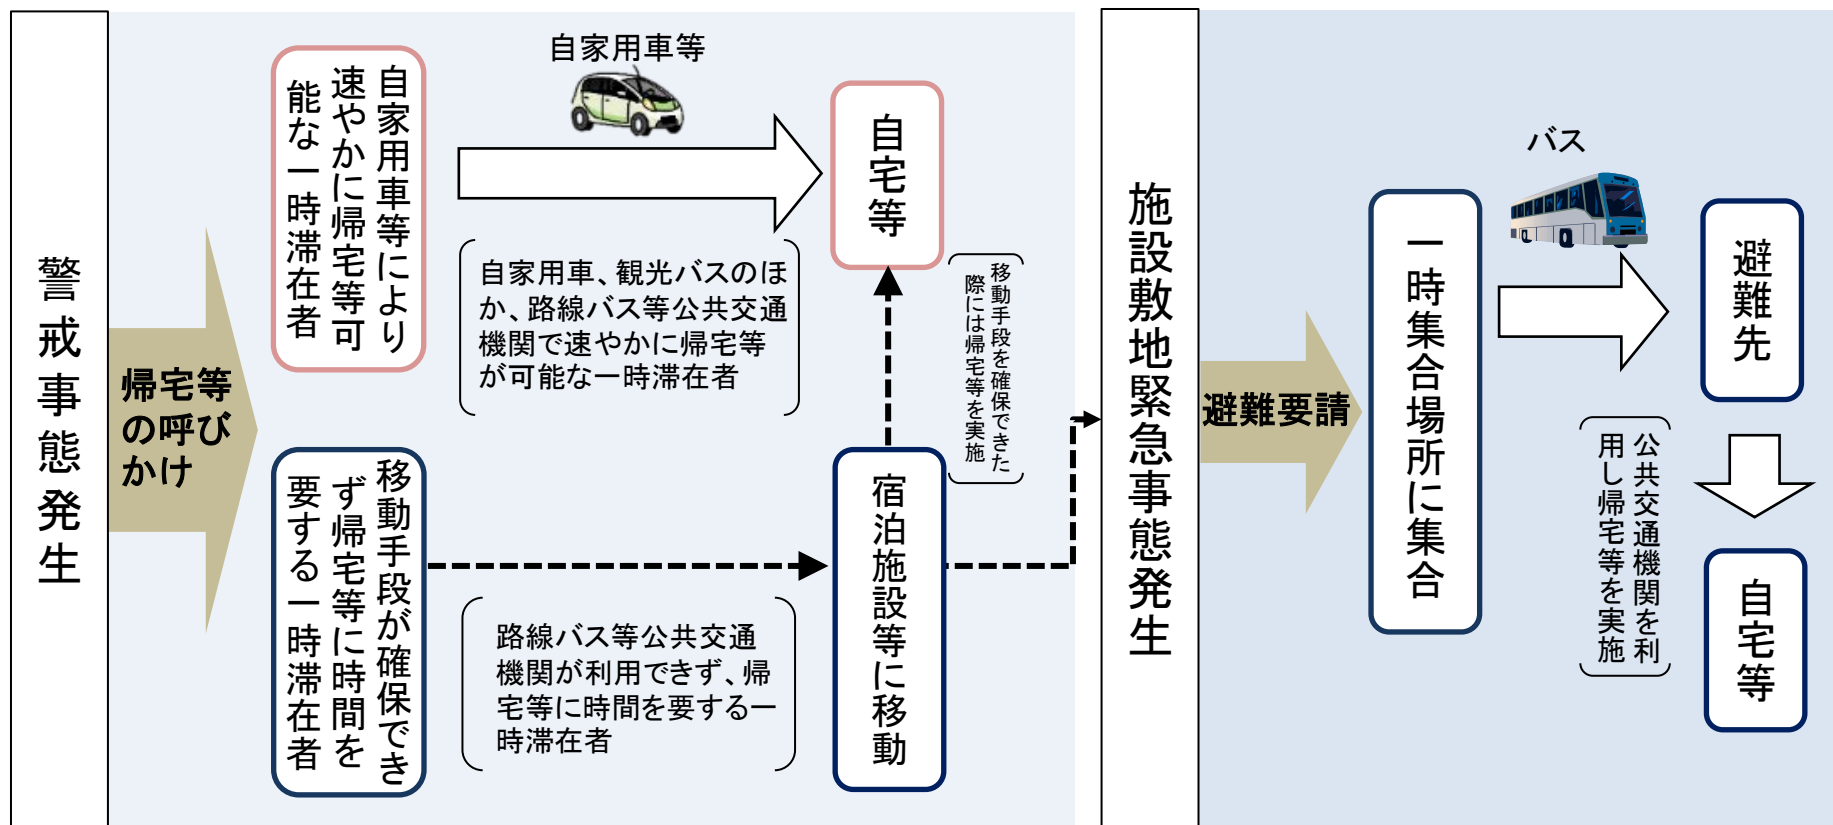 警戒事態発生
帰宅等
の呼び
かけ
自家用車等により
速やかに帰宅等可
能な一時滞在者
自家用車等
自宅等
自家用車、観光バスのほ
か、路線バス等公共交通
機関で速やかに帰宅等
が可能な一時滞在者
移動手段を確保できた
際には帰宅等を実施
移動手段が確保でき
ず帰宅等に時間を
要する一時滞在者
路線バス等公共交通
機関が利用できず、帰
宅等に時間を要する一
時滞在者
宿泊施設等に移動
施設敷地緊急事態発生
避難要請
一時集合場所に集合
バス
避難先
公共交通機関を利
用し帰宅等を実施
自宅等